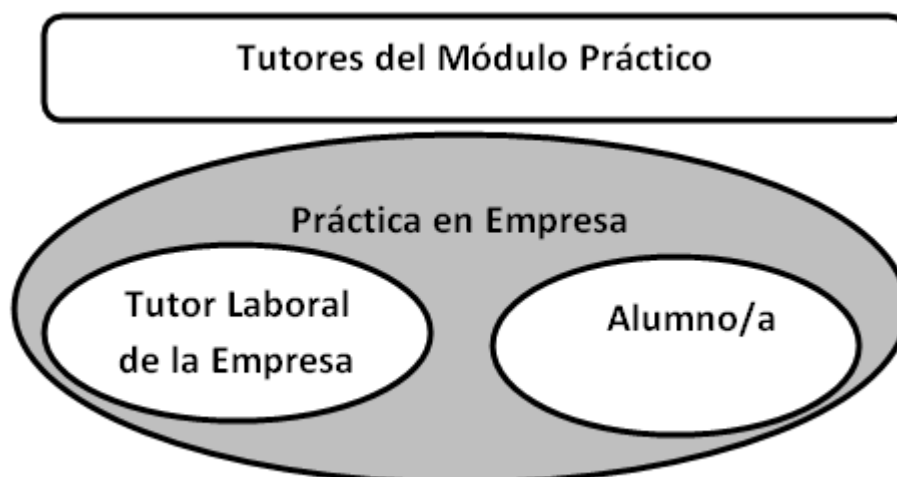 Tutores del Módulo Práctico
Práctica en Empresa
Tutor Laboral
de la Empresa
Alumno/a